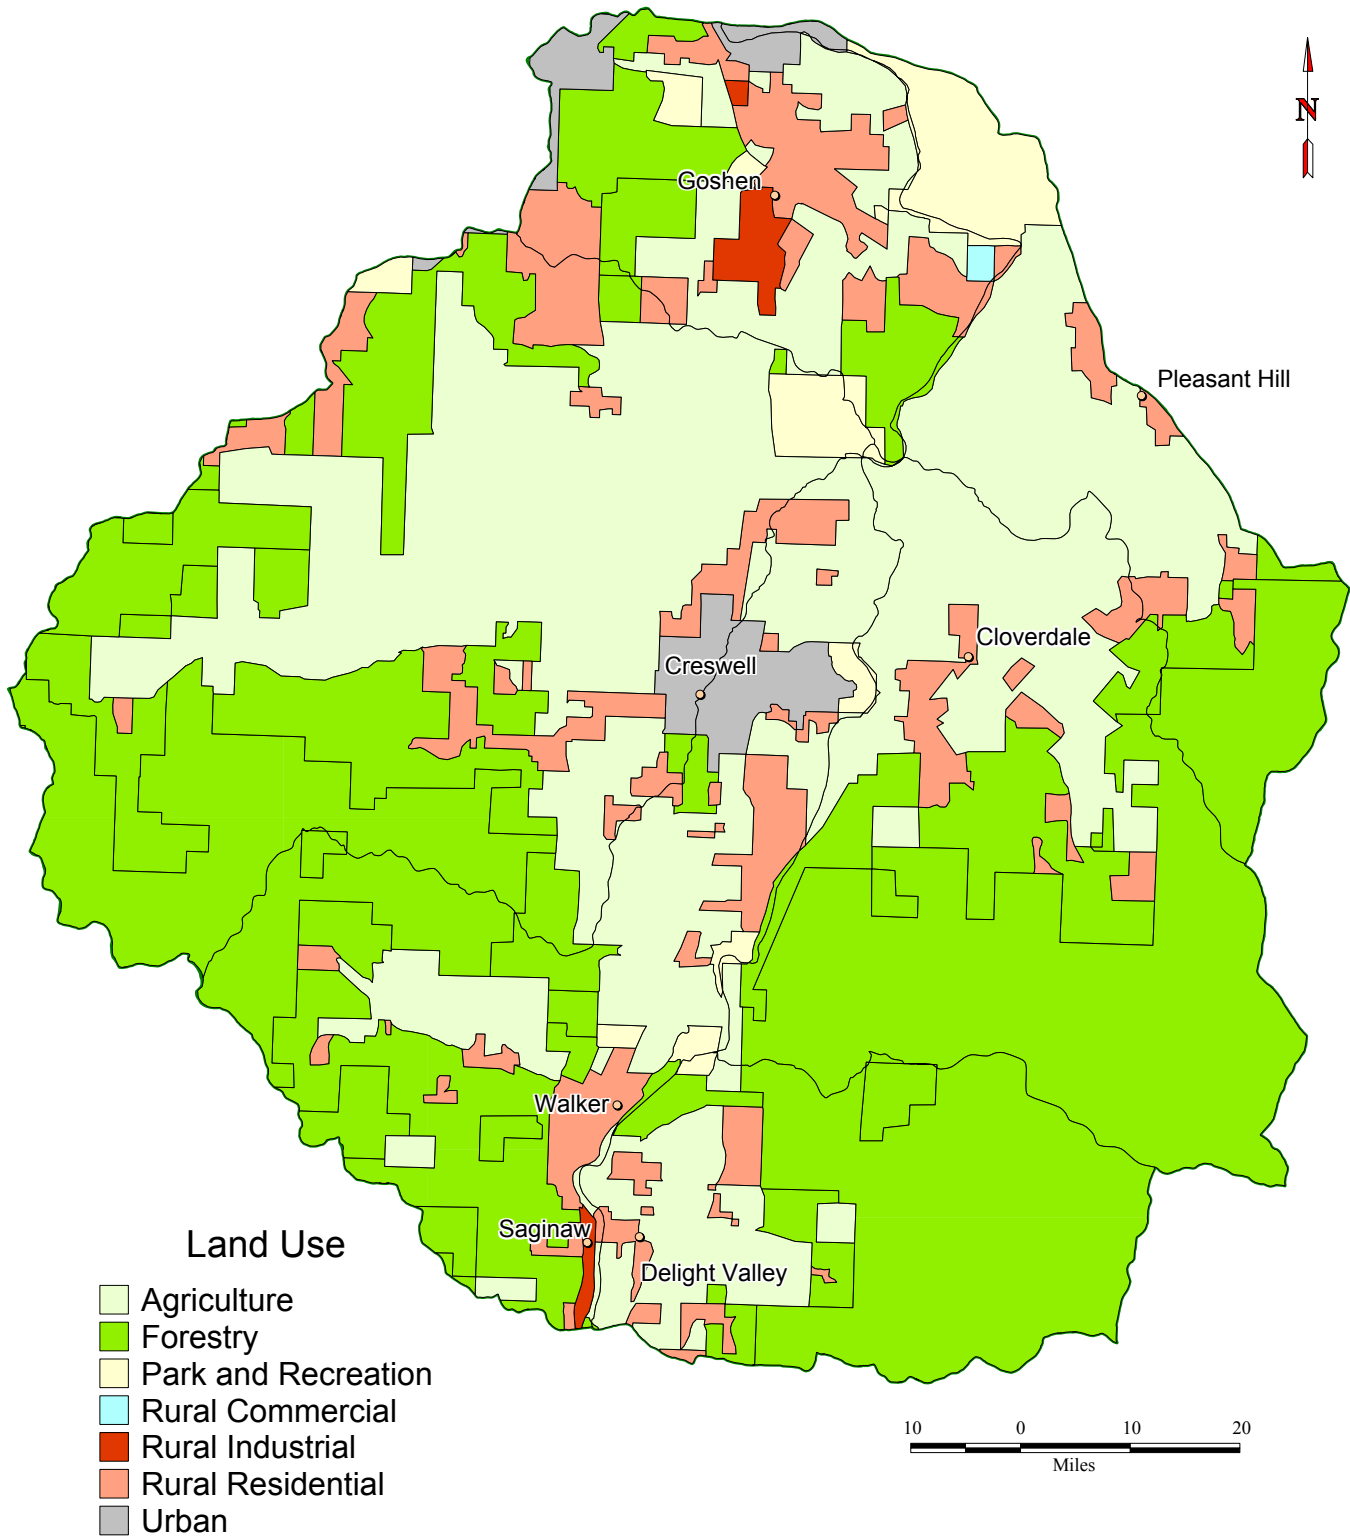 N
Goshen
Pleasant Hill
Cloverdale
Creswell
Walker
Saginaw
Delight Valley
Land Use
Agriculture
Forestry
Park and Recreation
Rural Commercial
Rural Industrial
Rural Residential
Urban
10 0 10 20
Miles